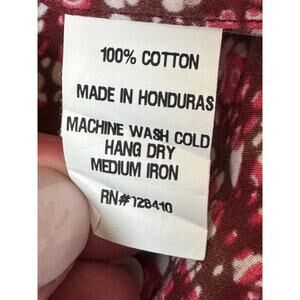 100% COTTON
MADE IN HONDURAS
MACHINE WASH COLD
HANG DRY
MEDIUM IRON
RN#128410